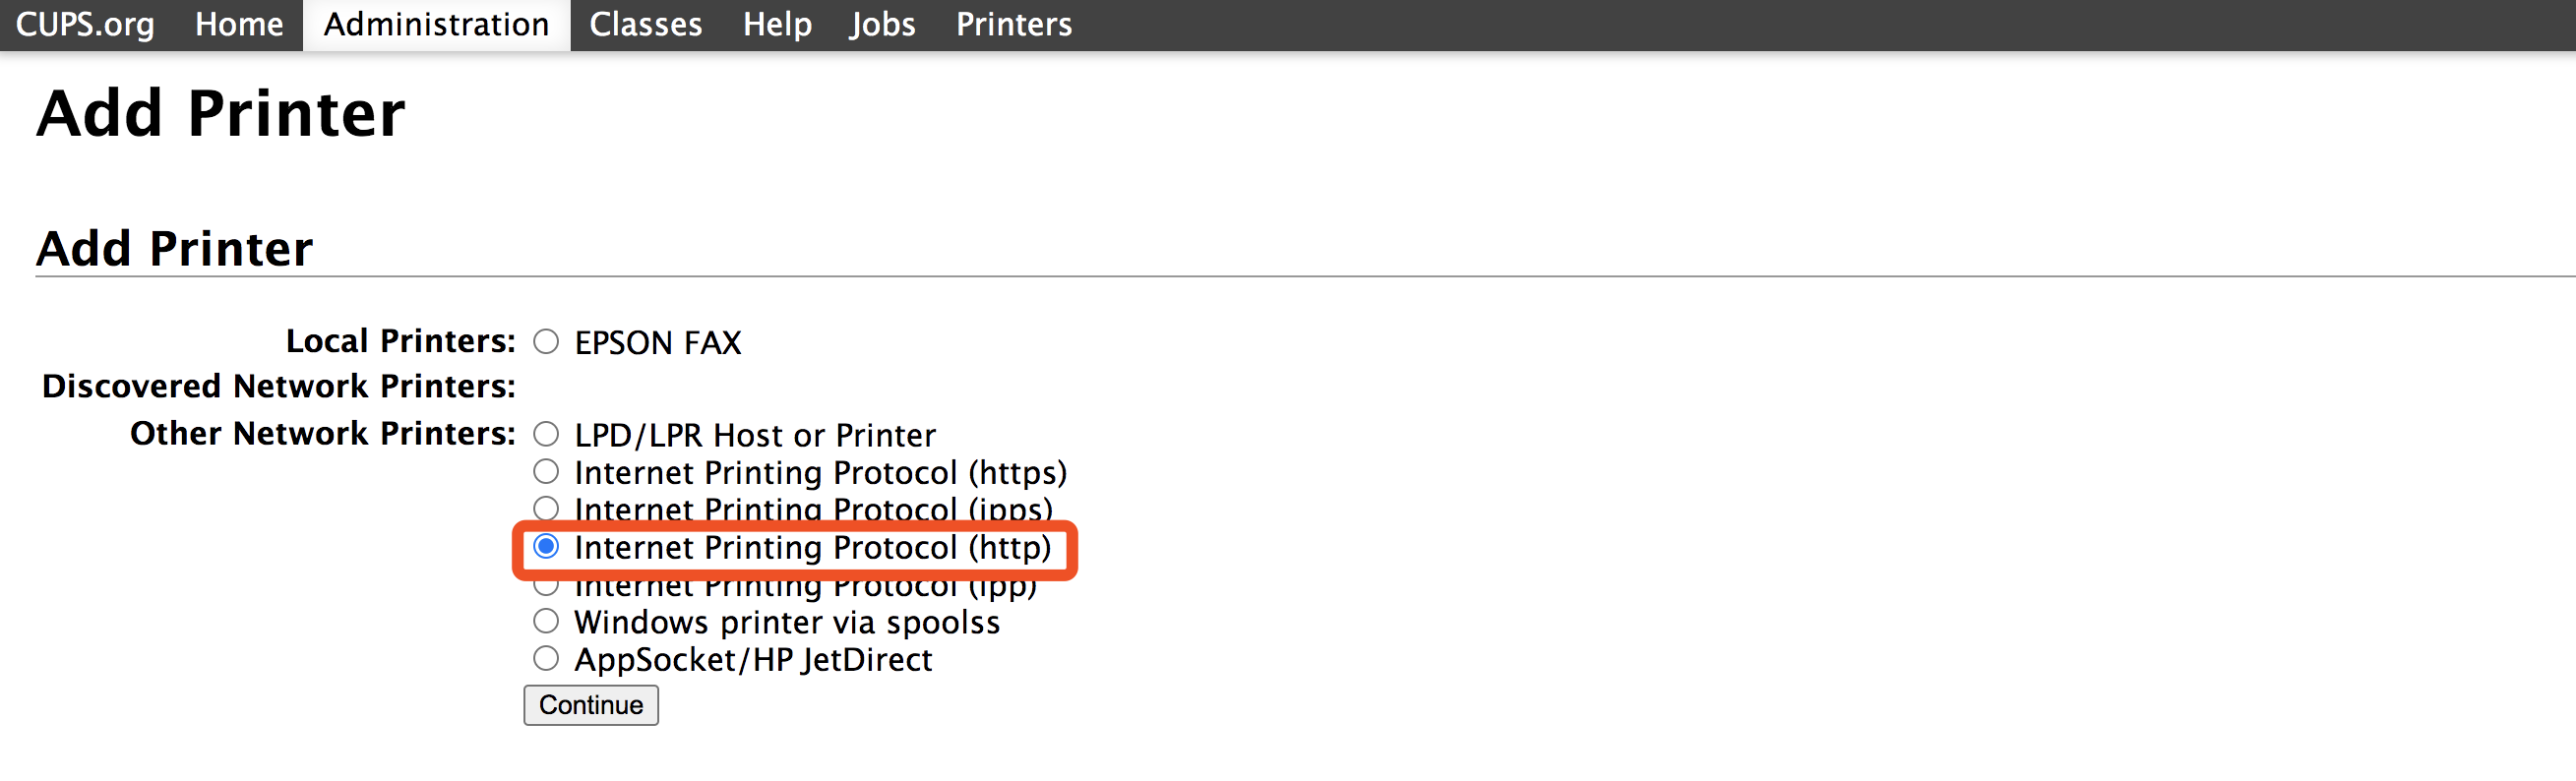 CUPS.org Home Administration Classes Help Jobs Printers
Add Printer
Add Printer
Local Printers: EPSON FAX
Discovered Network Printers:
Other Network Printers: LPD/LPR Host or Printer
Internet Printing Protocol (https)
Internet Printing Protocol (ipps)
Internet Printing Protocol (http)
Internet Printing Protocol (ipp)
Windows printer via spoolss
AppSocket/HP JetDirect
Continue